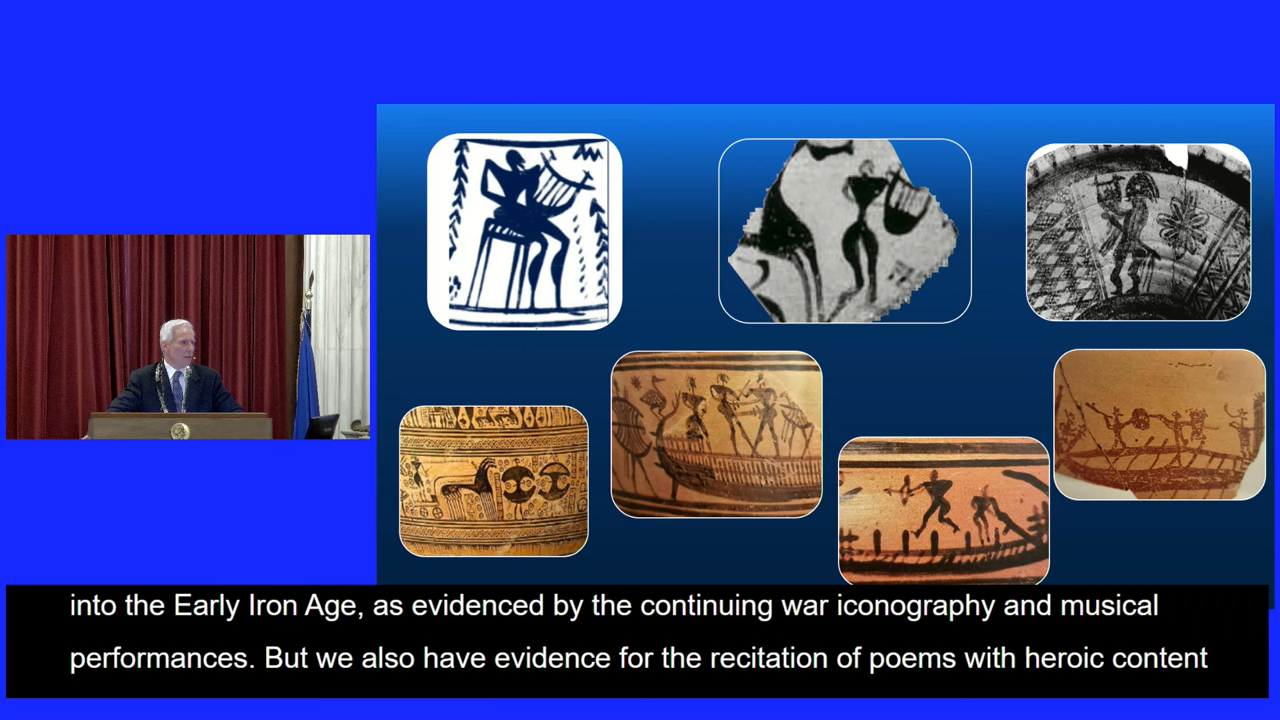 into the Early Iron Age, as evidenced by the continuing war iconography and musical
performances. But we also have evidence for the recitation of poems with heroic content